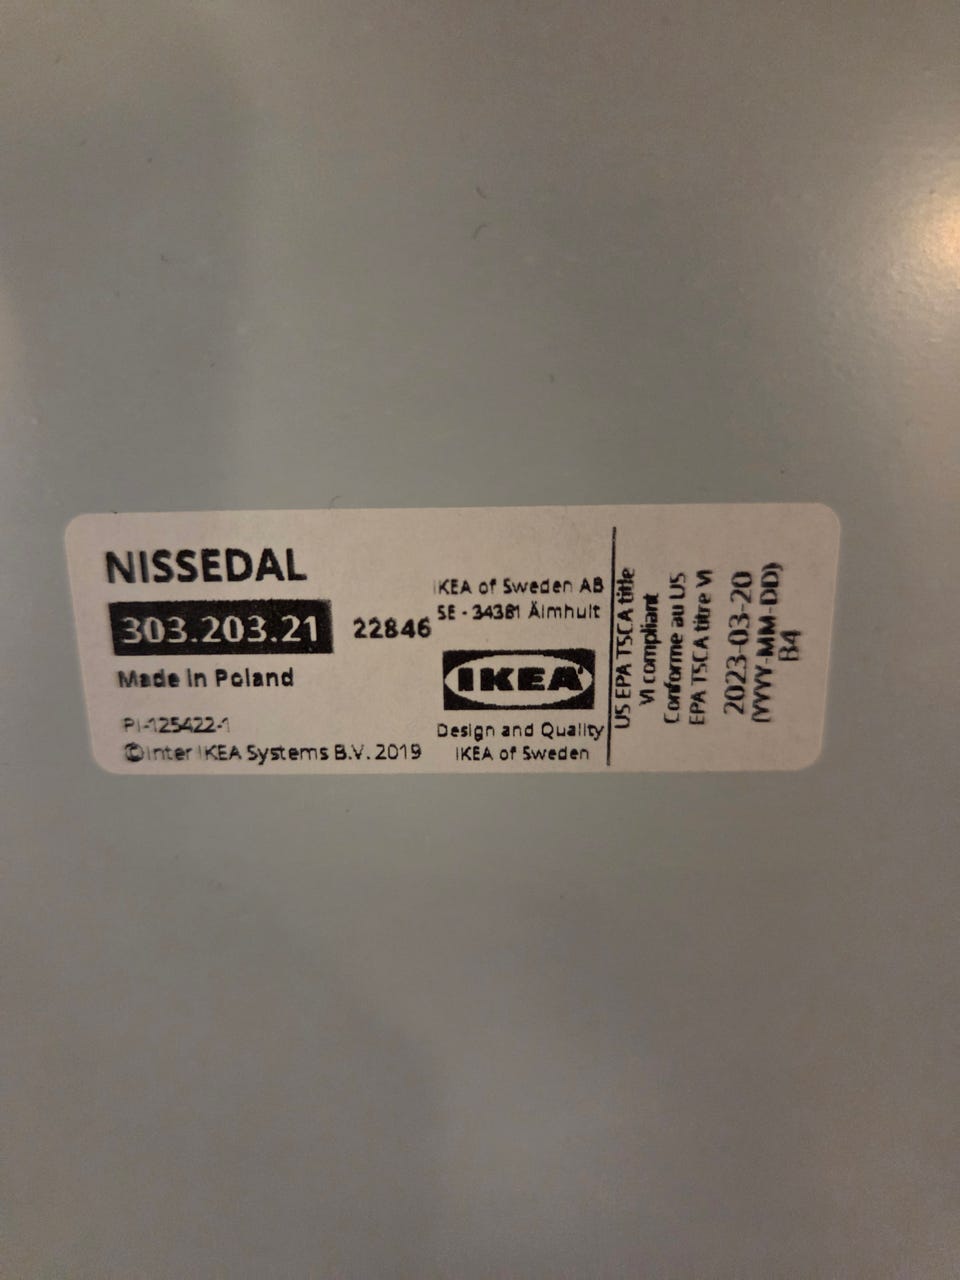 NISSEDAL
303.203.21 22846
Made in Poland
PI-125422-1
©Inter IKEA Systems B.V. 2019
IKEA of Sweden AB
SE - 34381 Älmhult
IKEA
Design and Quality
IKEA of Sweden
US EPA TSCA title
VI compliant
Conforme au US
EPA TSCA titre VI
2023-03-20
(YYYY-MM-DD)
B4